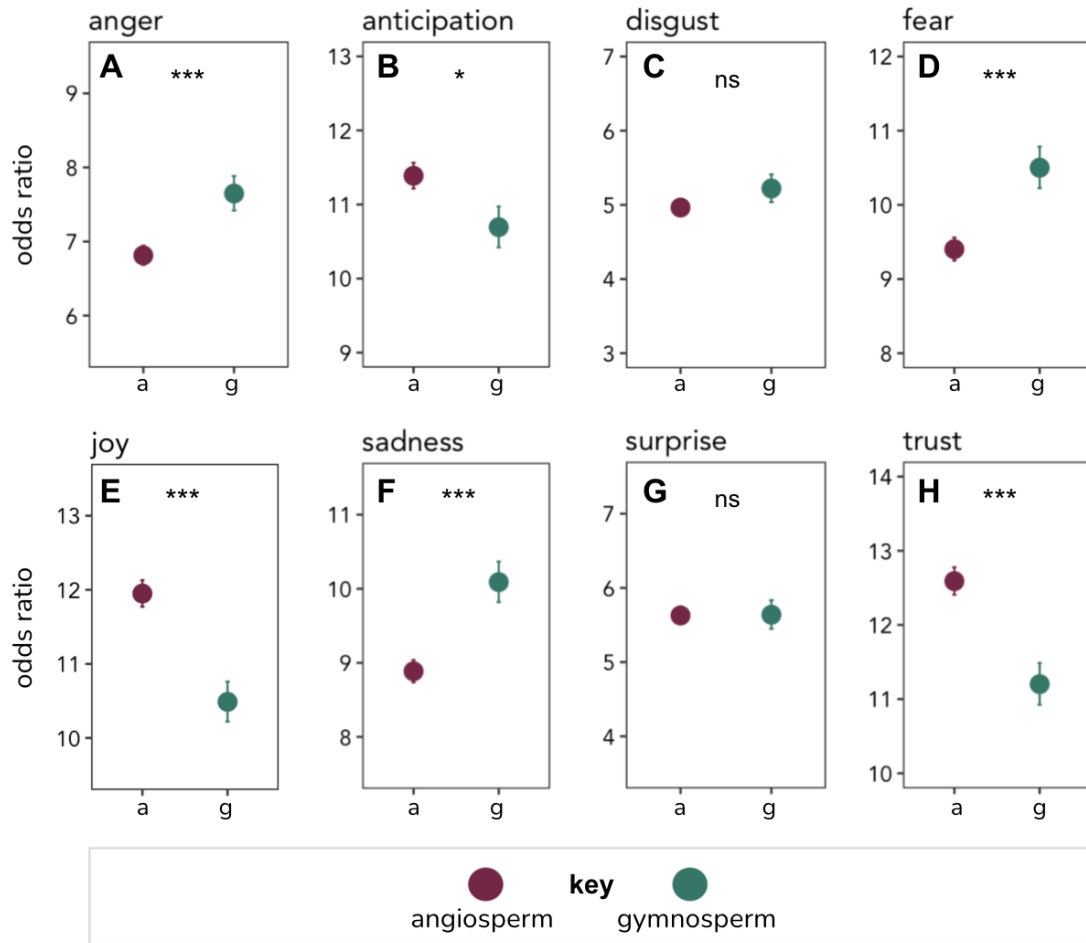 anger
anticipation
disgust
fear
A
***
B
*
C
ns
D
***
odds ratio
9
8
7
6
13
12
11
10
9
7
6
5
4
3
12
11
10
9
8
a
g
a
g
a
g
a
g
joy
sadness
surprise
trust
E
***
F
***
G
ns
H
***
odds ratio
13
12
11
10
11
10
9
8
7
6
5
4
14
13
12
11
10
a
g
a
g
a
g
a
g
key
angiosperm
gymnosperm